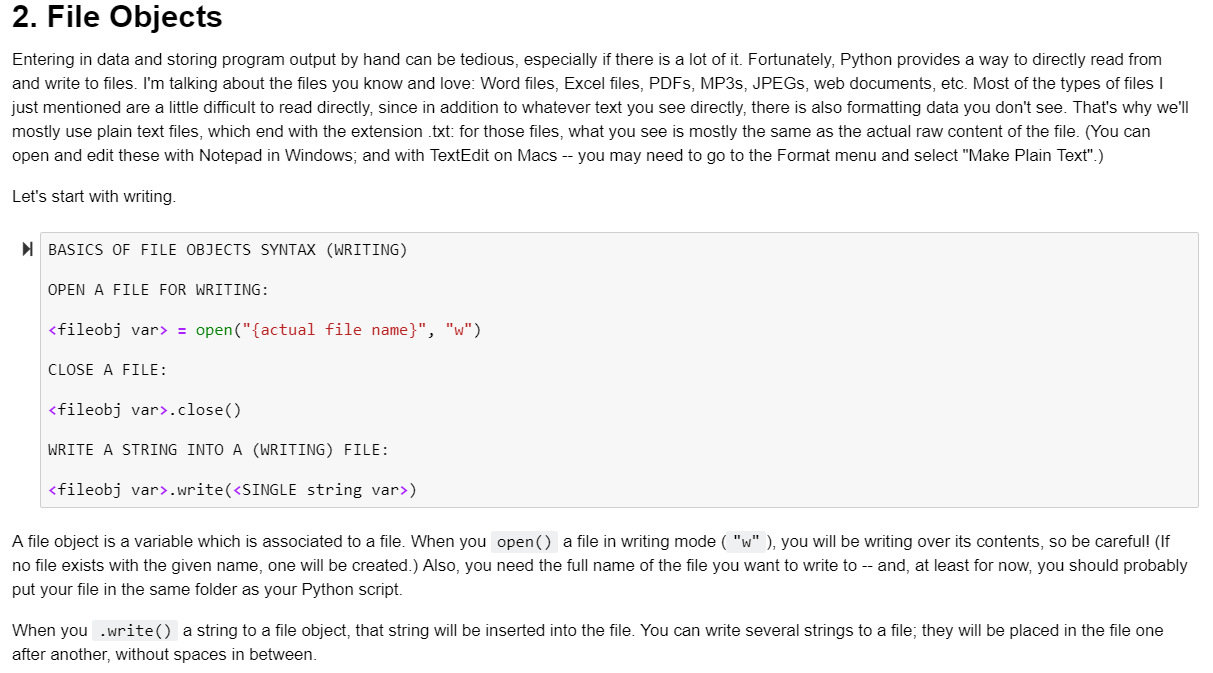 2. File Objects
Entering in data and storing program output by hand can be tedious, especially if there is a lot of it. Fortunately, Python provides a way to directly read from
and write to files. I'm talking about the files you know and love: Word files, Excel files, PDFs, MP3s, JPEGs, web documents, etc. Most of the types of files I
just mentioned are a little difficult to read directly, since in addition to whatever text you see directly, there is also formatting data you don't see. That's why we'll
mostly use plain text files, which end with the extension .txt: for those files, what you see is mostly the same as the actual raw content of the file. (You can
open and edit these with Notepad in Windows; and with TextEdit on Macs -- you may need to go to the Format menu and select "Make Plain Text".)
Let's start with writing.
BASICS OF FILE OBJECTS SYNTAX (WRITING)
OPEN A FILE FOR WRITING:
<fileobj var> = open("{actual file name}", "w")
CLOSE A FILE:
<fileobj var>.close()
WRITE A STRING INTO A (WRITING) FILE:
<fileobj var>.write(<SINGLE string var>)
A file object is a variable which is associated to a file. When you open() a file in writing mode ( "w" ), you will be writing over its contents, so be careful! (If
no file exists with the given name, one will be created.) Also, you need the full name of the file you want to write to -- and, at least for now, you should probably
put your file in the same folder as your Python script.
When you .write() a string to a file object, that string will be inserted into the file. You can write several strings to a file; they will be placed in the file one
after another, without spaces in between.